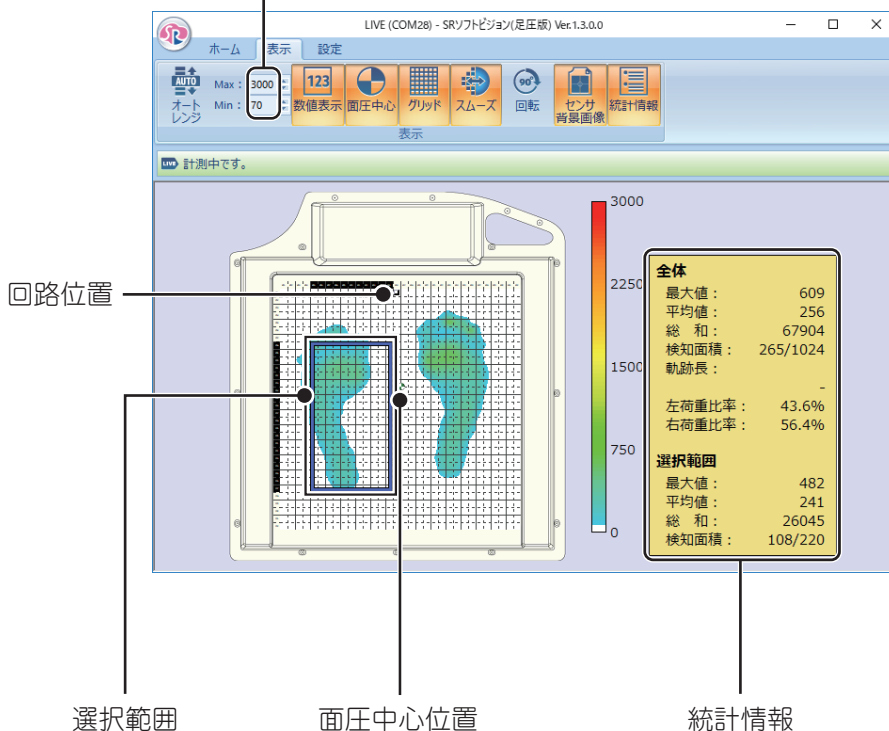 LIVE (COM28) - SRソフトビジョン(足圧版) Ver.1.3.0.0
SR
ホーム 表示 設定
AUTO
オートレンジ
Max： 3000
Min： 70
123
数値表示
面圧中心
グリッド
スムーズ
90°
回転
センサ
背景画像
統計情報
表示
LIVE 計測中です。
3000
2250
1500
750
0
全体
最大値： 609
平均値： 256
総 和： 67904
検知面積： 265/1024
軌跡長：
-
左荷重比率： 43.6%
右荷重比率： 56.4%
選択範囲
最大値： 482
平均値： 241
総 和： 26045
検知面積： 108/220
回路位置
選択範囲
面圧中心位置
統計情報